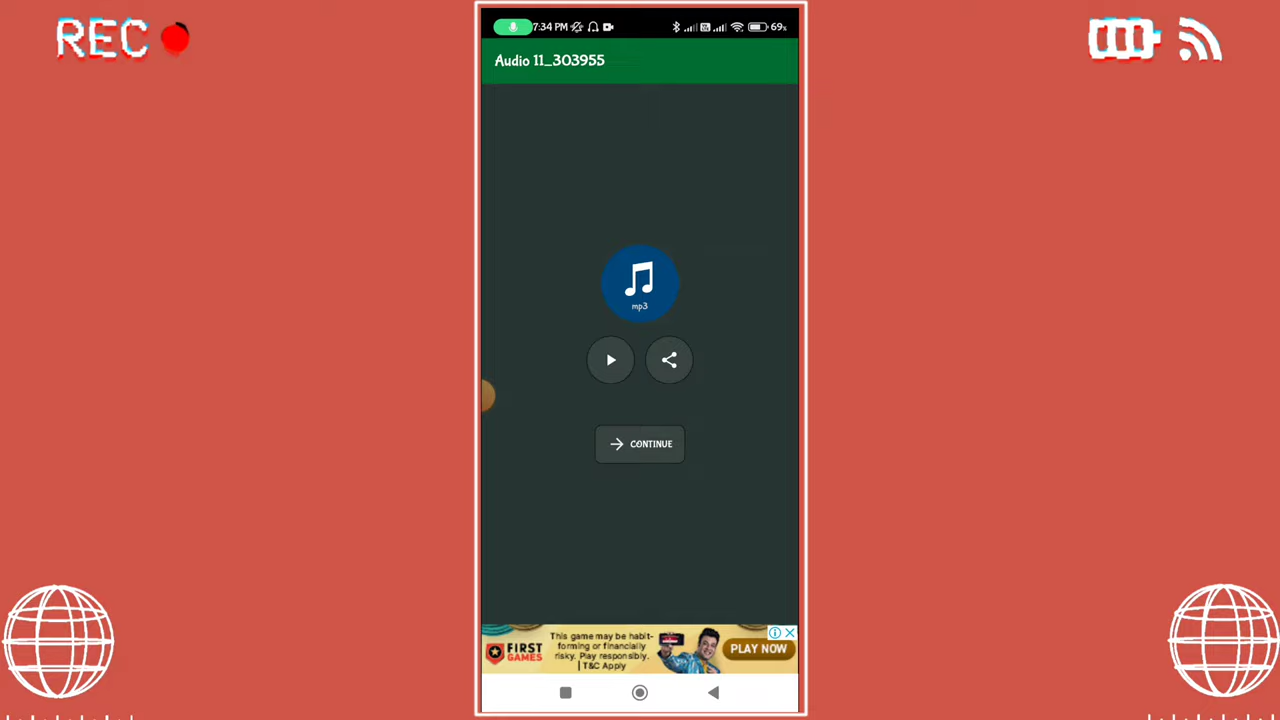 REC
7:34 PM
69%
Audio 11_303955
mp3
CONTINUE
FIRST GAMES
This game may be habit-
forming or financially
risky. Play responsibly.
| T&C Apply
PLAY NOW